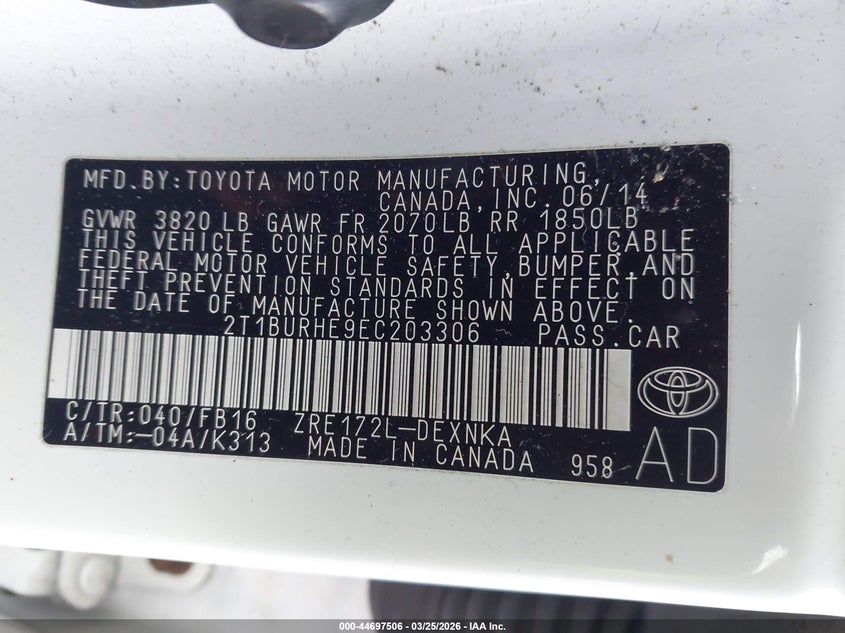 MFD.BY:TOYOTA MOTOR MANUFACTURING,
CANADA,INC.06/14
GVWR 3820 LB GAWR FR 2070LB RR 1850LB
THIS VEHICLE CONFORMS TO ALL APPLICABLE
FEDERAL MOTOR VEHICLE SAFETY,BUMPER,AND
THEFT PREVENTION STANDARDS IN EFFECT ON
THE DATE OF MANUFACTURE SHOWN ABOVE.
2T1BURHE9EC203306 PASS.CAR
C/TR:040/FB16 ZRE172L-DEXNKA
A/TM:-04A/K313 MADE IN CANADA 958 AD
000-44697506 | 03/25/2026 | IAA Inc.